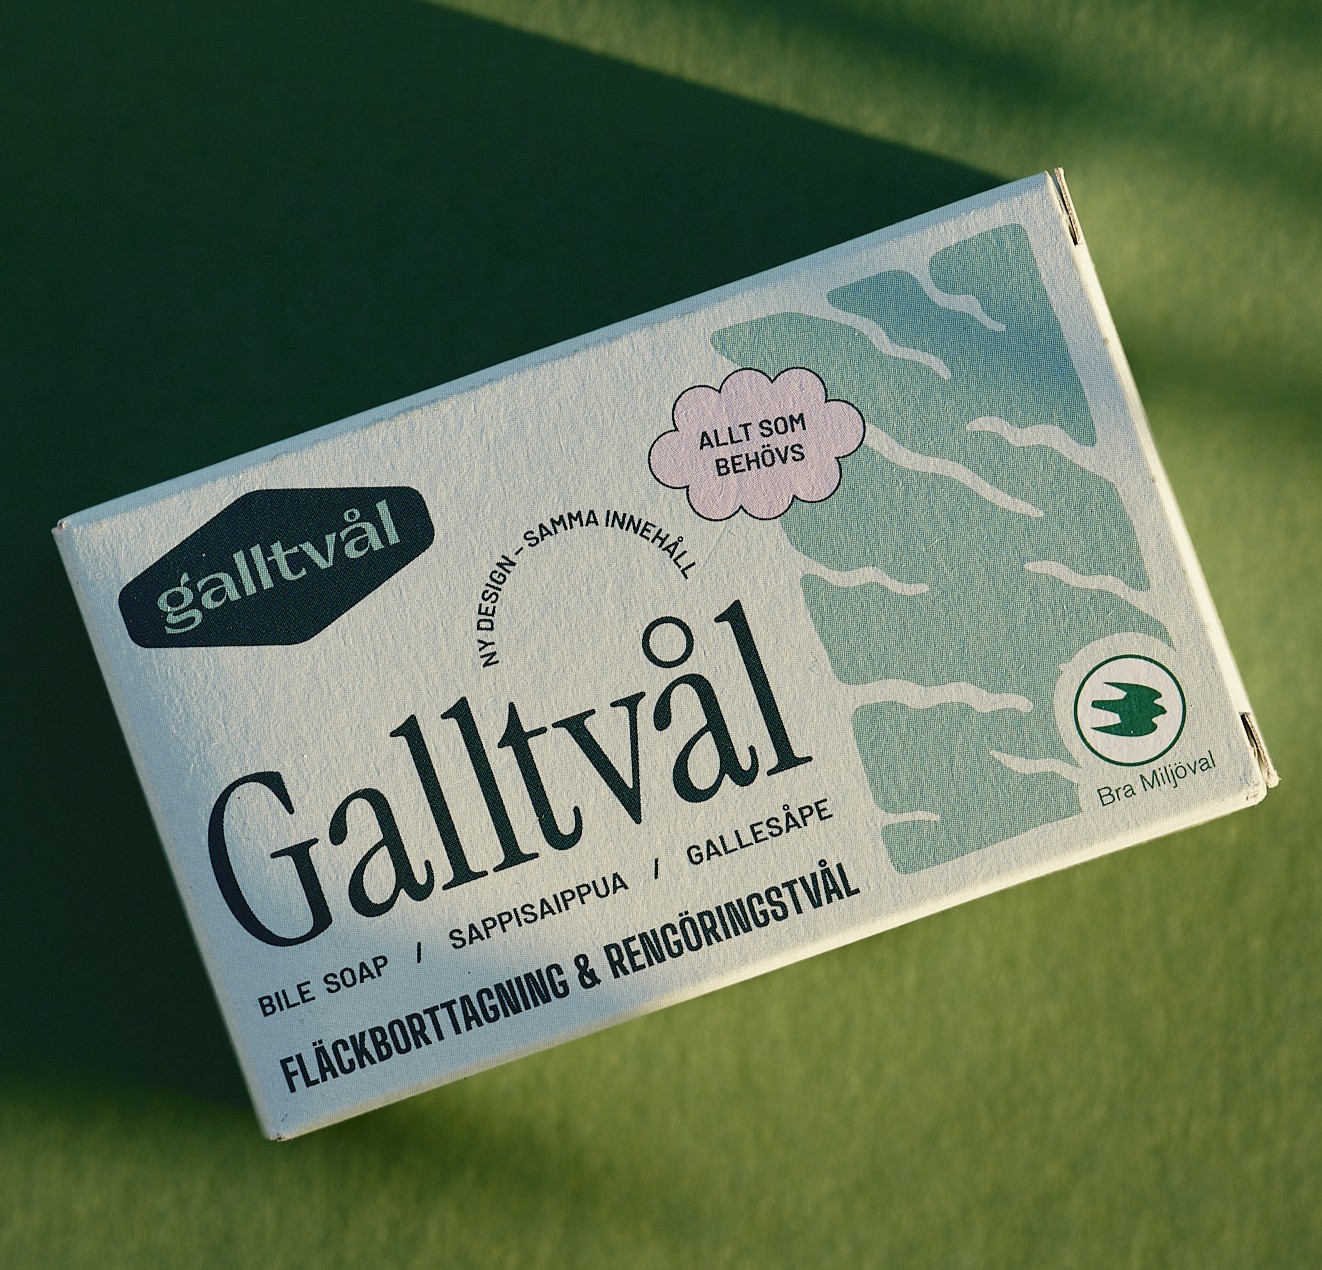 galltvål
ALLT SOM
BEHÖVS
NY DESIGN – SAMMA INNEHÅLL
Galltvål
BILE SOAP / SAPPISAIPPUA / GALLESÅPE
FLÄCKBORTTAGNING & RENGÖRINGSTVÅL
Bra Miljöval